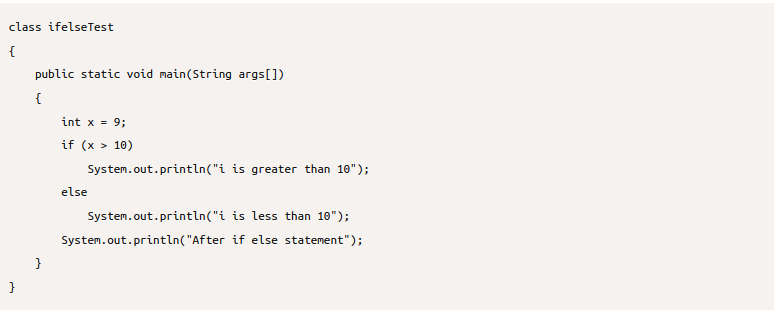 class ifelseTest
{
    public static void main(String args[])
    {
        int x = 9;
        if (x > 10)
            System.out.println("i is greater than 10");
        else
            System.out.println("i is less than 10");
        System.out.println("After if else statement");
    }
}